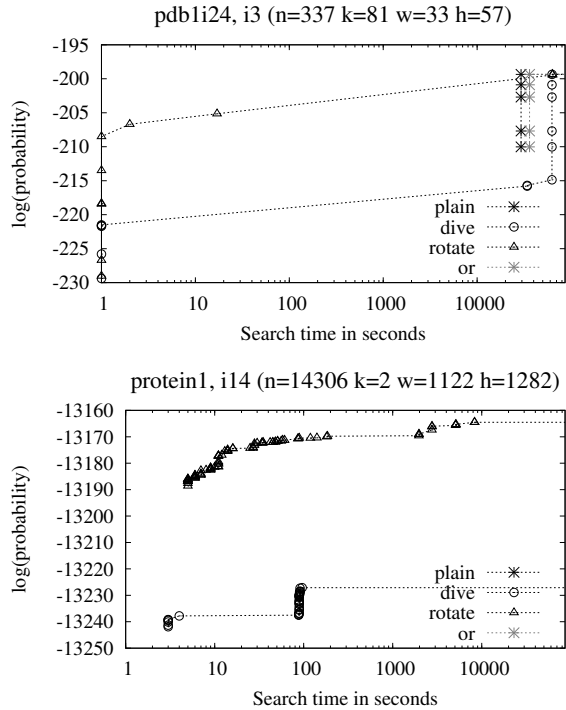 pdb1i24, i3 (n=337 k=81 w=33 h=57)
-195
-200
-205
-210
-215
-220
-225
-230
log(probability)
plain
dive
rotate
or
1 10 100 1000 10000
Search time in seconds
protein1, i14 (n=14306 k=2 w=1122 h=1282)
-13160
-13170
-13180
-13190
-13200
-13210
-13220
-13230
-13240
-13250
log(probability)
plain
dive
rotate
or
1 10 100 1000 10000
Search time in seconds